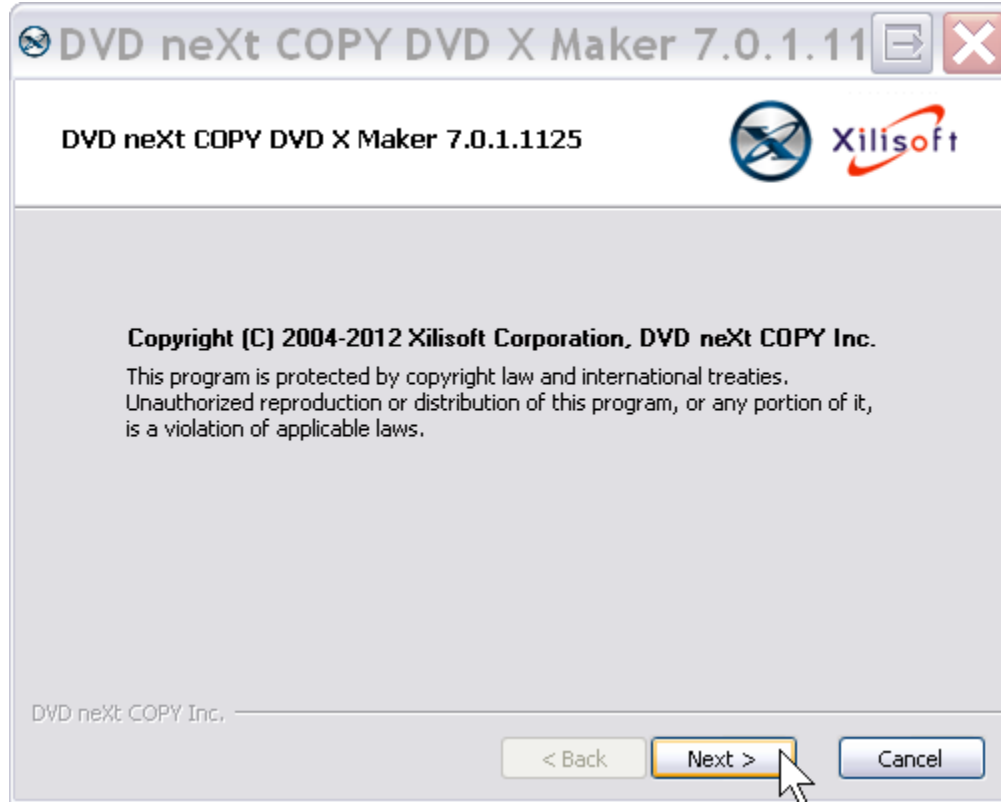 DVD neXt COPY DVD X Maker 7.0.1.11
DVD neXt COPY DVD X Maker 7.0.1.1125
Xilisoft
Copyright (C) 2004-2012 Xilisoft Corporation, DVD neXt COPY Inc.
This program is protected by copyright law and international treaties.
Unauthorized reproduction or distribution of this program, or any portion of it,
is a violation of applicable laws.
DVD neXt COPY Inc.
< Back Next > Cancel